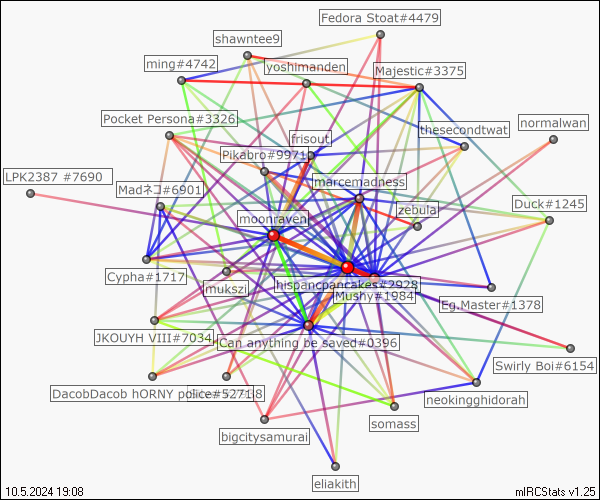 Fedora Stoat#4479
shawntee9
ming#4742
yoshimanden
Majestic#3375
Pocket Persona#3326
normalwan
thesecondtwat
frisout
Pikabro#9971
LPK2387 #7690
marcemadness
Madネコ#6901
Duck#1245
zebula
moonraven
Cypha#1717
mukszi
hispancpancakes#2928
Mushy#1984
Eg.Master#1378
JKOUYH VIII#7034
Can anything be saved#0396
Swirly Boi#6154
DacobDacob hORNY police#5271
neokingghidorah
somass
bigcitysamurai
eliakith
10.5.2024 19:08
mIRCStats v1.25